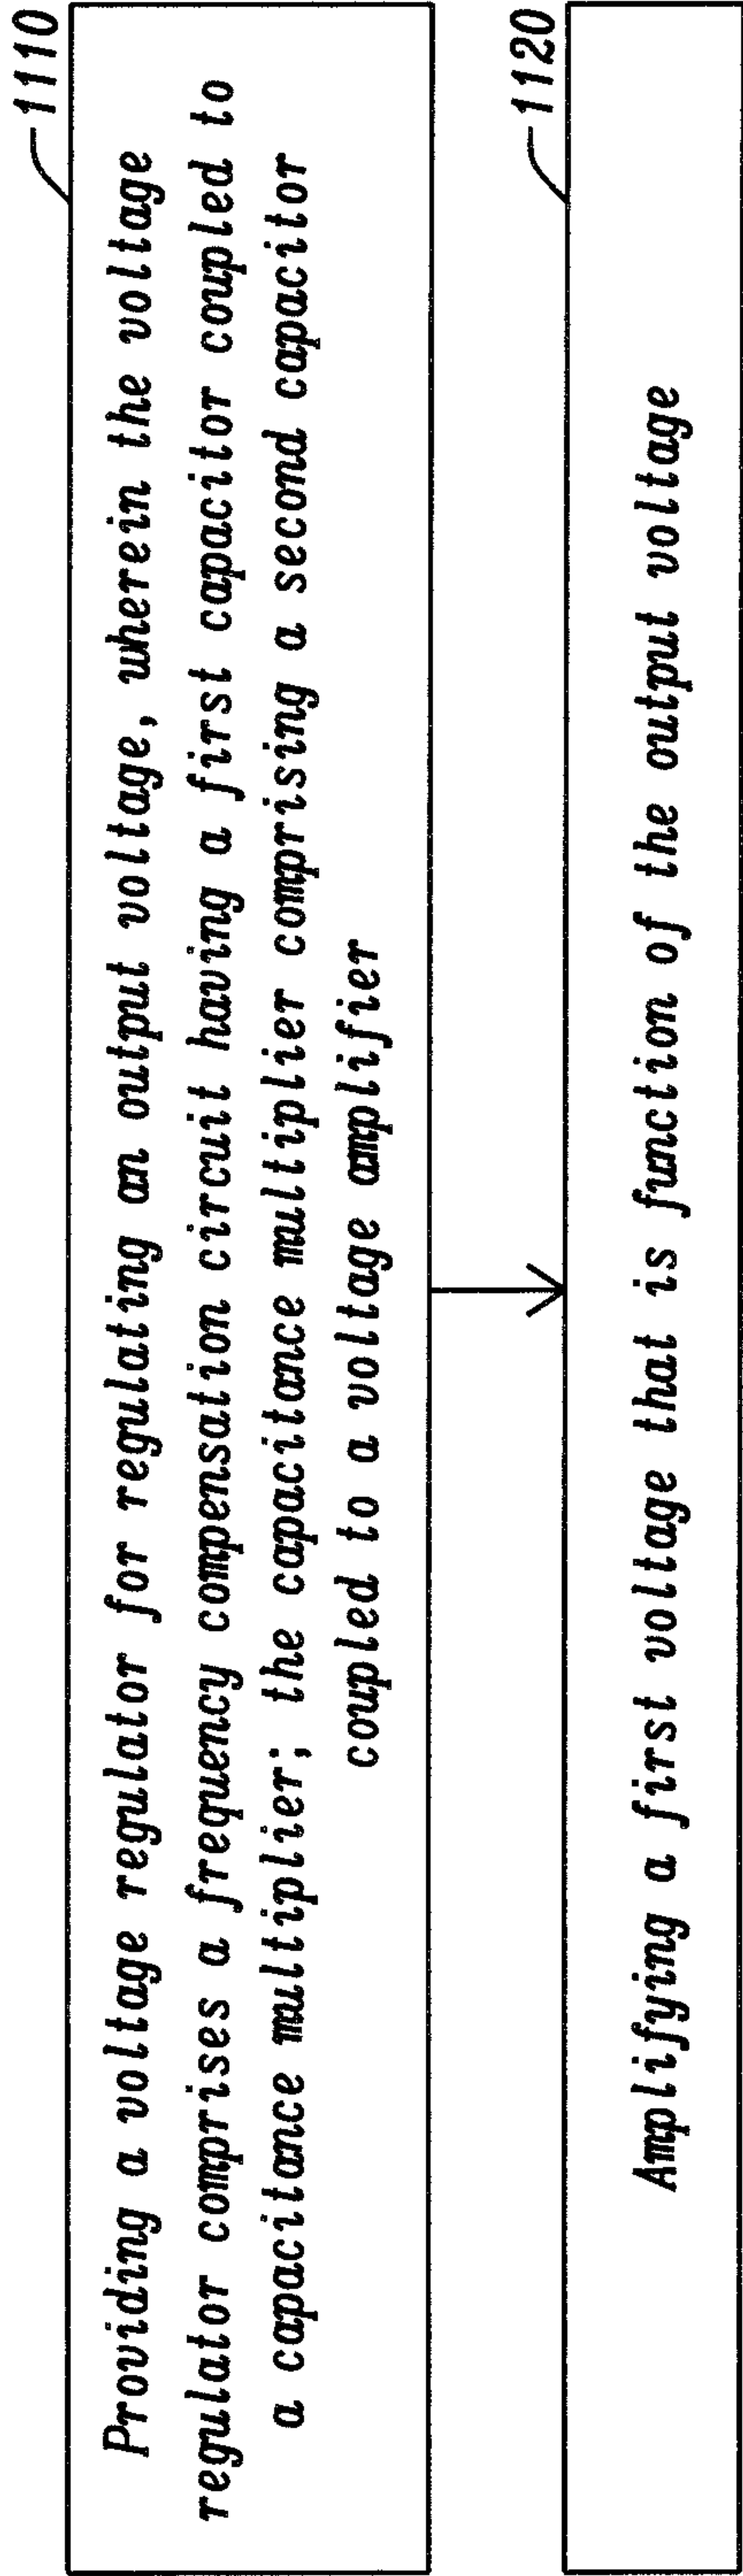 1110
Providing a voltage regulator for regulating an output voltage, wherein the voltage
regulator comprises a frequency compensation circuit having a first capacitor coupled to
a capacitance multiplier; the capacitance multiplier comprising a second capacitor
coupled to a voltage amplifier
1120
Amplifying a first voltage that is function of the output voltage